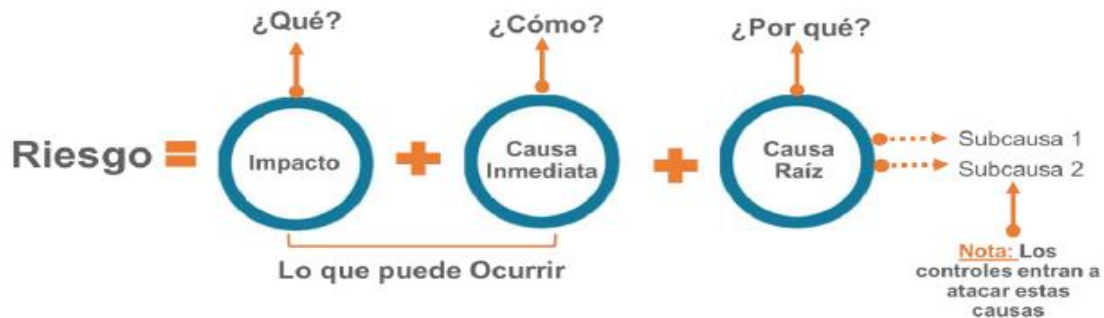 ¿Qué?
¿Cómo?
¿Por qué?
Riesgo =
Impacto
+
Causa
Inmediata
+
Causa
Raíz
Subcausa 1
Subcausa 2
Lo que puede Ocurrir
Nota: Los
controles entran a
atacar estas
causas